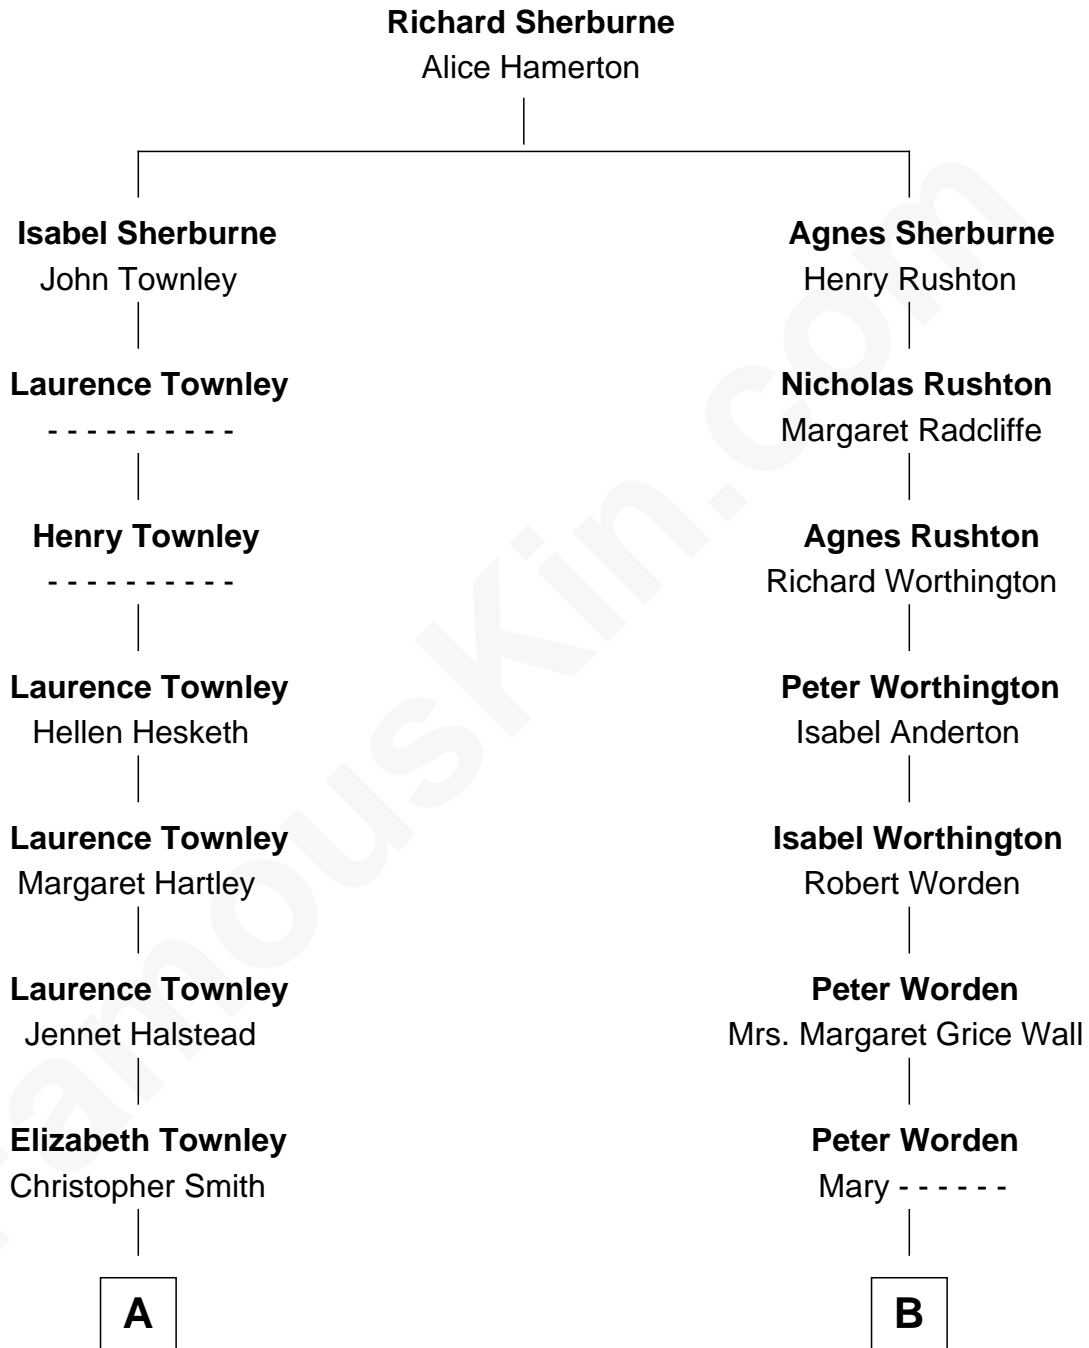 Richard Sherburne
Alice Hamerton
Isabel Sherburne
John Townley
Agnes Sherburne
Henry Rushton
Laurence Townley
- - - - - - - - - -
Nicholas Rushton
Margaret Radcliffe
Henry Townley
- - - - - - - - - -
Agnes Rushton
Richard Worthington
Laurence Townley
Hellen Hesketh
Peter Worthington
Isabel Anderton
Laurence Townley
Margaret Hartley
Isabel Worthington
Robert Worden
Laurence Townley
Jennet Halstead
Peter Worden
Mrs. Margaret Grice Wall
Elizabeth Townley
Christopher Smith
Peter Worden
Mary - - - - - -
A
B
FamousKin.com